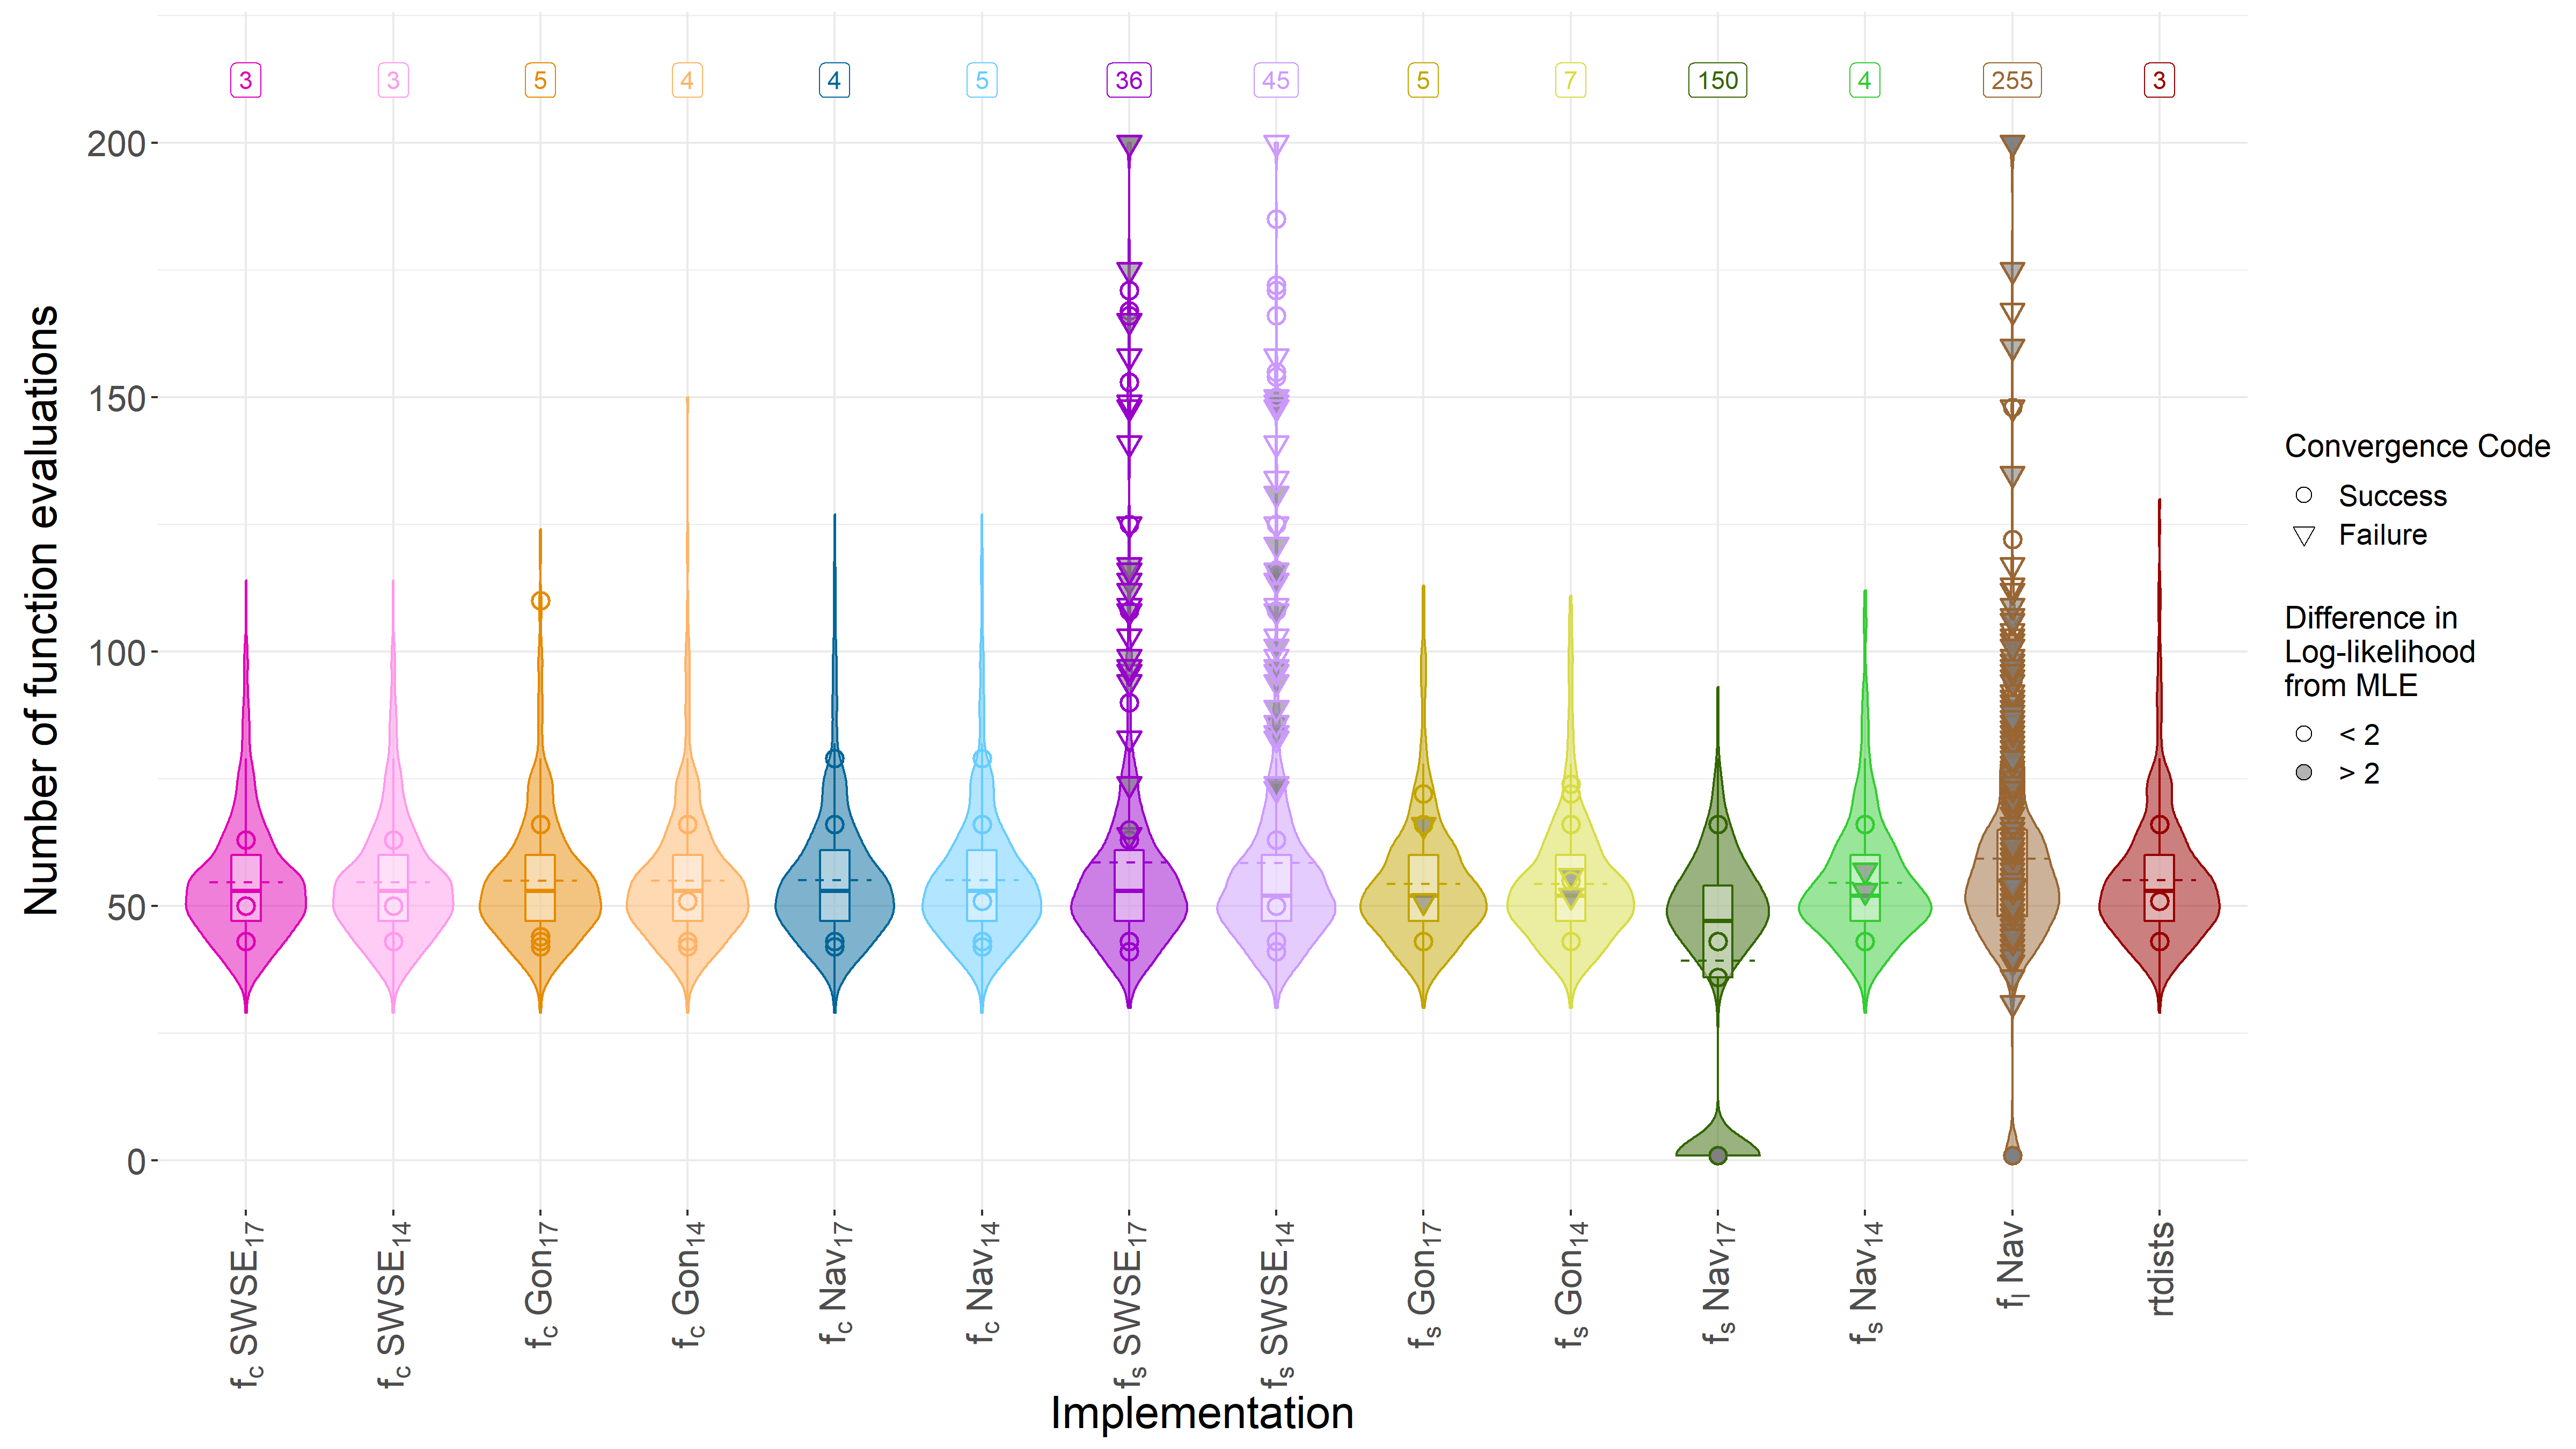 3 3 5 4 4 5 36 45 5 7 150 4 255 3
Number of function evaluations
200
150
100
50
0
f_c SWSE_17
f_c SWSE_14
f_c Gon_17
f_c Gon_14
f_c Nav_17
f_c Nav_14
f_s SWSE_17
f_s SWSE_14
f_s Gon_17
f_s Gon_14
f_s Nav_17
f_s Nav_14
f_l Nav
rtdists
Implementation
Convergence Code
Success
Failure
Difference in
Log-likelihood
from MLE
< 2
> 2